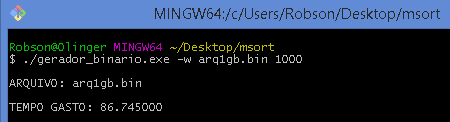 MINGW64:/c/Users/Robson/Desktop/msort
Robson@Olinger MINGW64 ~/Desktop/msort
$ ./gerador_binario.exe -w arq1gb.bin 1000
ARQUIVO: arq1gb.bin
TEMPO GASTO: 86.745000